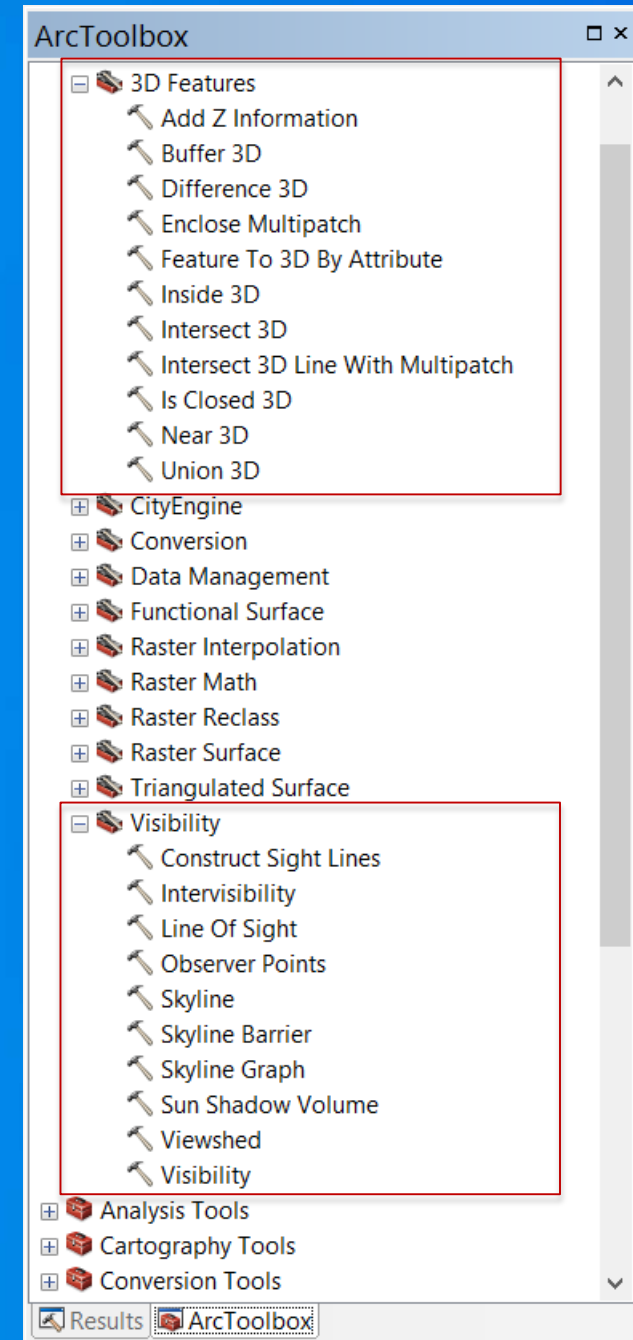 ArcToolbox
3D Features
Add Z Information
Buffer 3D
Difference 3D
Enclose Multipatch
Feature To 3D By Attribute
Inside 3D
Intersect 3D
Intersect 3D Line With Multipatch
Is Closed 3D
Near 3D
Union 3D
CityEngine
Conversion
Data Management
Functional Surface
Raster Interpolation
Raster Math
Raster Reclass
Raster Surface
Triangulated Surface
Visibility
Construct Sight Lines
Intervisibility
Line Of Sight
Observer Points
Skyline
Skyline Barrier
Skyline Graph
Sun Shadow Volume
Viewshed
Visibility
Analysis Tools
Cartography Tools
Conversion Tools
Results ArcToolbox